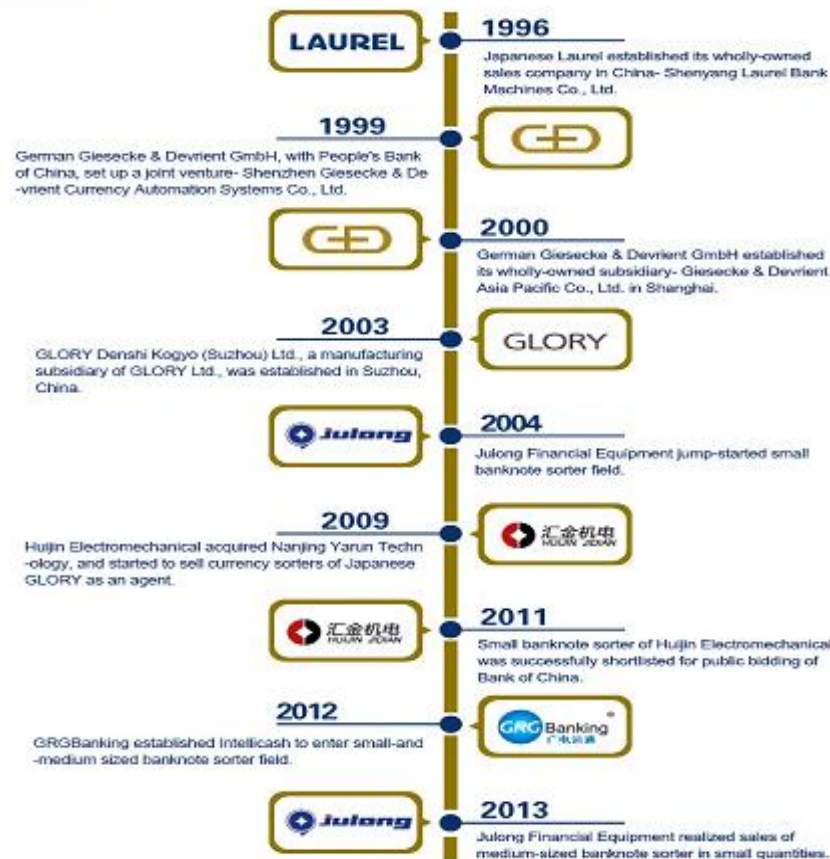 LAUREL
1996
Japanese Laurel established its wholly-owned
sales company in China- Shenyang Laurel Bank
Machines Co., Ltd.
1999
German Giesecke & Devrient GmbH, with People's Bank
of China, set up a joint venture- Shenzhen Giesecke & De
-vrient Currency Automation Systems Co., Ltd.
G+D
G+D
2000
German Giesecke & Devrient GmbH established
its wholly-owned subsidiary- Giesecke & Devrient
Asia Pacific Co., Ltd. in Shanghai.
2003
GLORY Denshi Kogyo (Suzhou) Ltd., a manufacturing
subsidiary of GLORY Ltd., was established in Suzhou,
China.
GLORY
julong
2004
Julong Financial Equipment jump-started small
banknote sorter field.
2009
Huijin Electromechanical acquired Nanjing Yarun Techn
-ology, and started to sell currency sorters of Japanese
GLORY as an agent.
汇金机电
HUIJIN JIDIAN
汇金机电
HUIJIN JIDIAN
2011
Small banknote sorter of Huijin Electromechanical
was successfully shortlisted for public bidding of
Bank of China.
2012
GRGBanking established Intellicash to enter small-and
-medium sized banknote sorter field.
GRG Banking®
广电运通
julong
2013
Julong Financial Equipment realized sales of
medium-sized banknote sorter in small quantities.